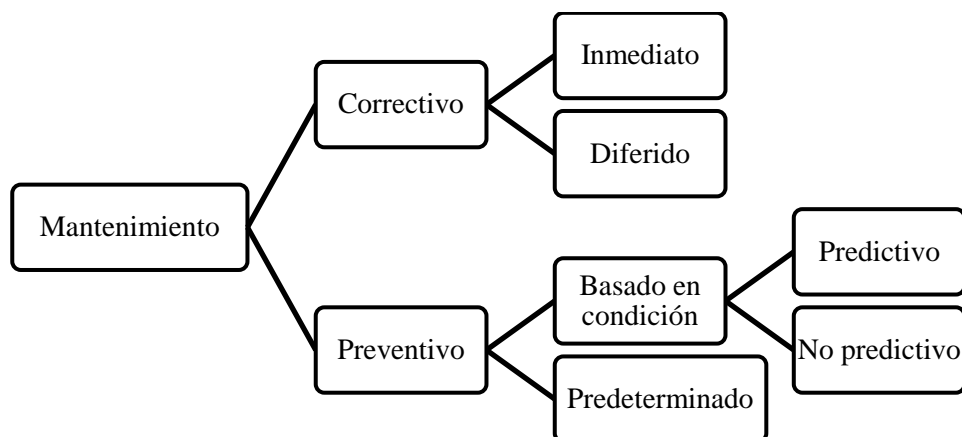 Mantenimiento
Correctivo
Inmediato
Diferido
Preventivo
Basado en
condición
Predictivo
No predictivo
Predeterminado